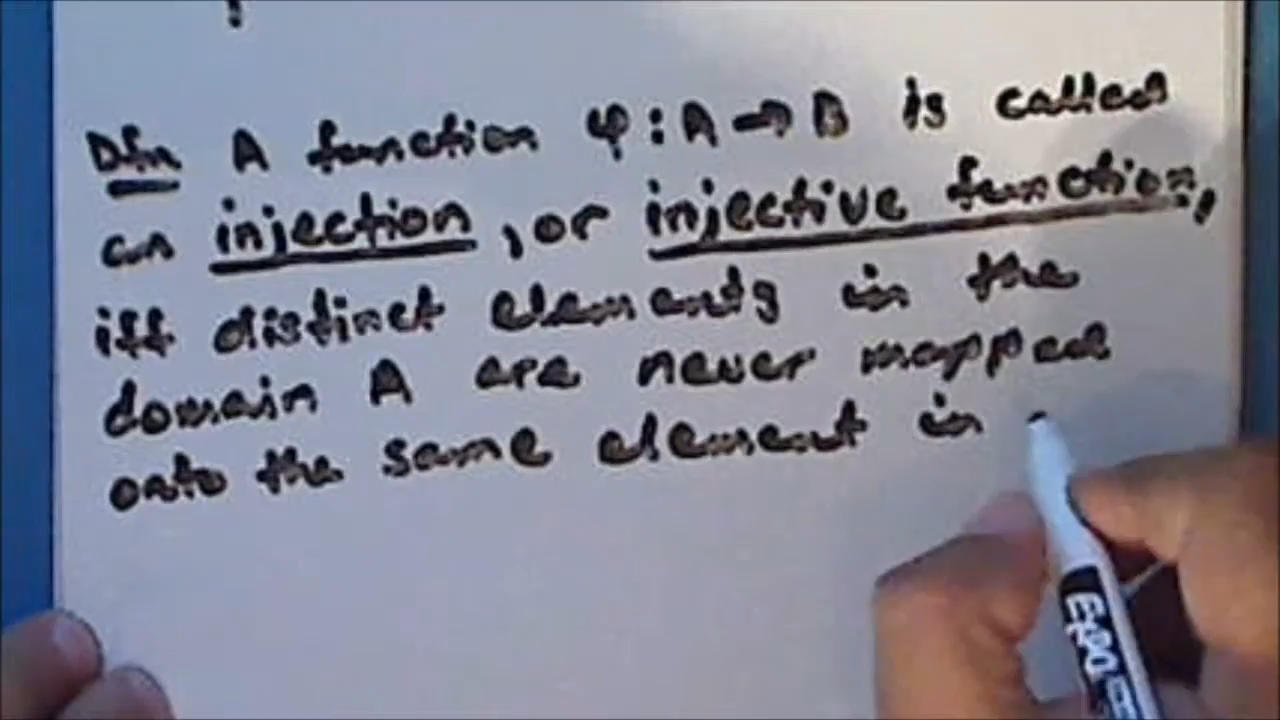 Dfn A function φ : A → B is called
an injection, or injective function,
iff distinct elements in the
domain A are never mapped
onto the same element in
EXPO